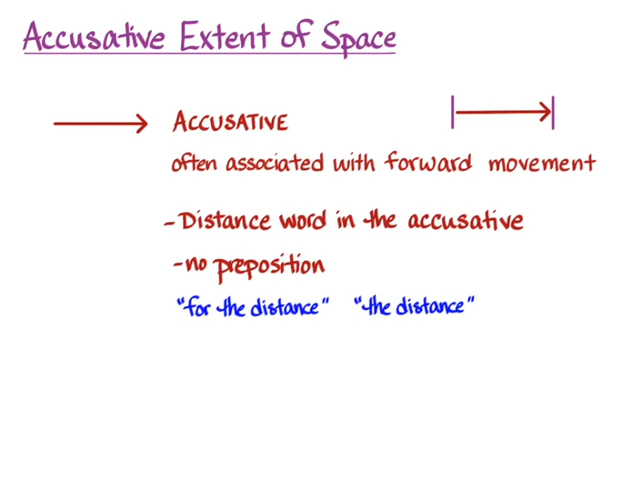 Accusative Extent of Space
ACCUSATIVE
often associated with forward movement
-Distance word in the accusative
-no preposition
"for the distance" "the distance"